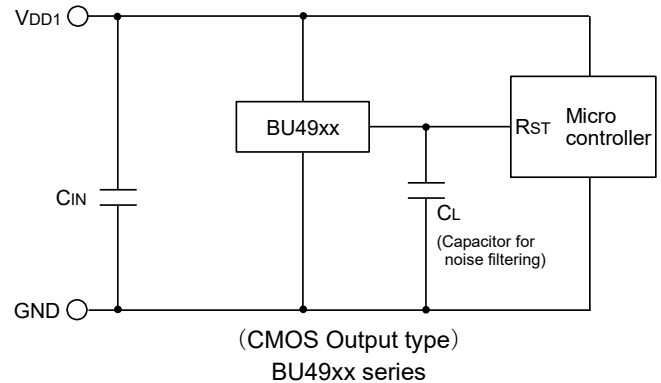 VDD1
BU49xx
RST
Micro
controller
CIN
CL
(Capacitor for
noise filtering)
GND
（CMOS Output type）
BU49xx series